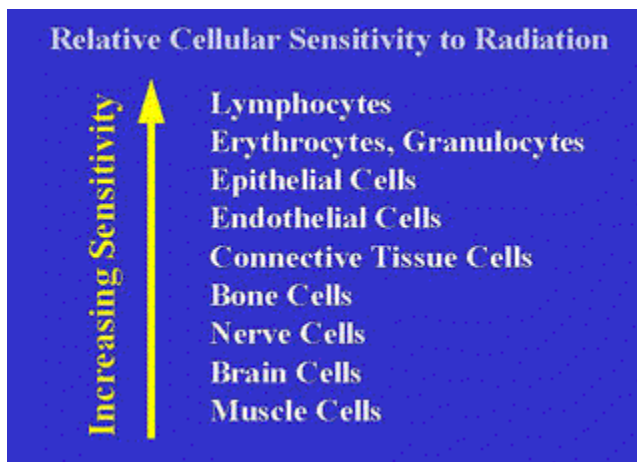 Relative Cellular Sensitivity to Radiation
Increasing Sensitivity
Lymphocytes
Erythrocytes, Granulocytes
Epithelial Cells
Endothelial Cells
Connective Tissue Cells
Bone Cells
Nerve Cells
Brain Cells
Muscle Cells